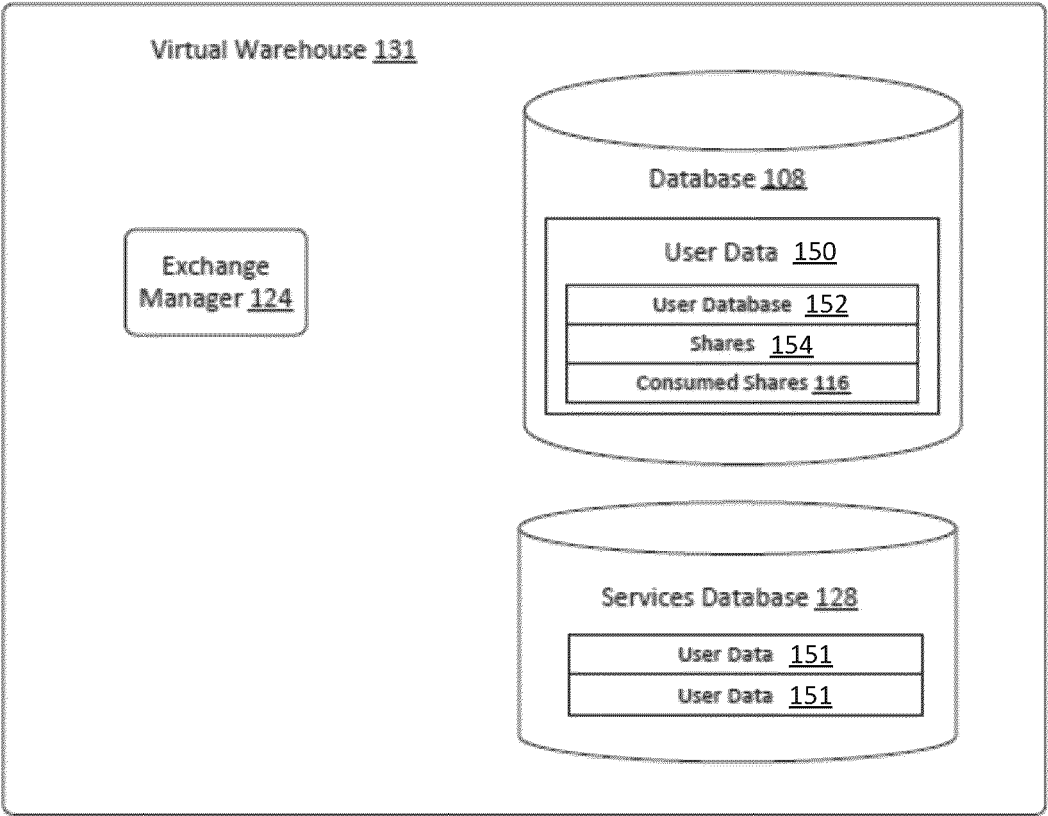 Virtual Warehouse 131
Database 108
User Data 150
Exchange
Manager 124
User Database 152
Shares 154
Consumed Shares 116
Services Database 128
User Data 151
User Data 151